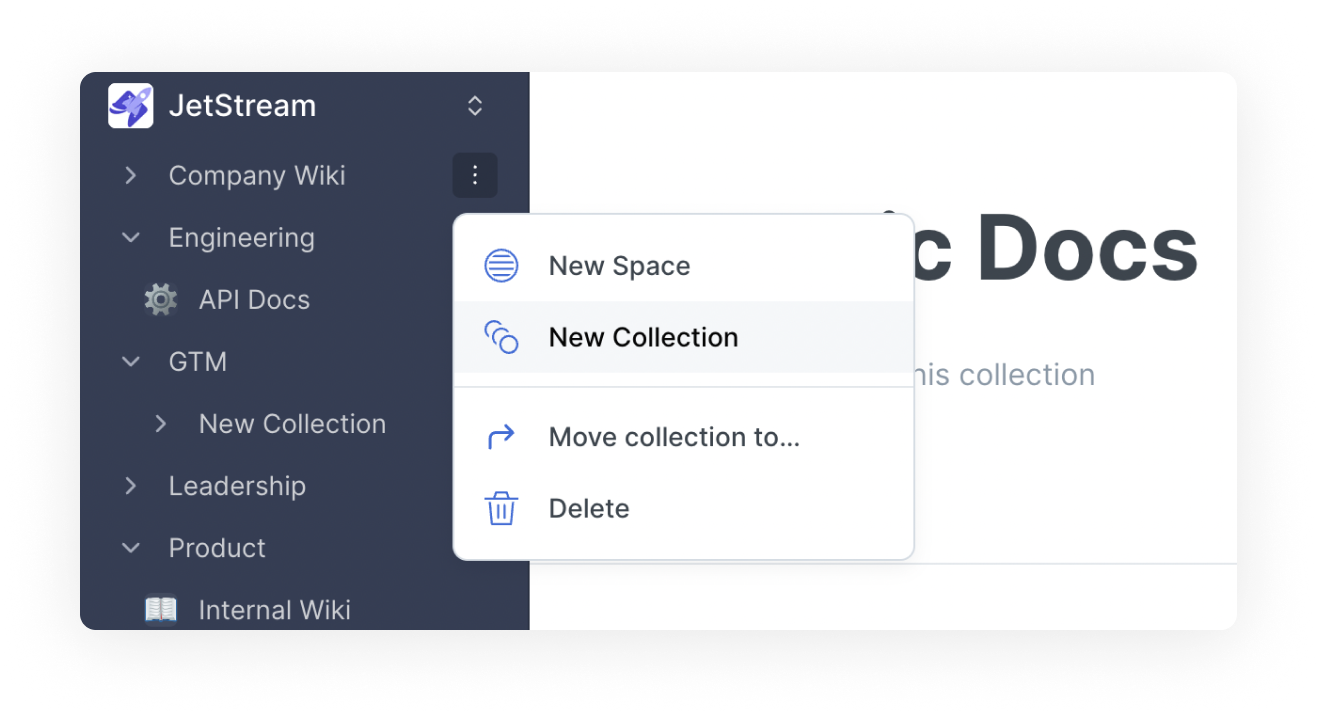 JetStream
Company Wiki
Engineering
API Docs
GTM
New Collection
Leadership
Product
Internal Wiki
New Space
New Collection
Move collection to...
Delete
Docs
collection